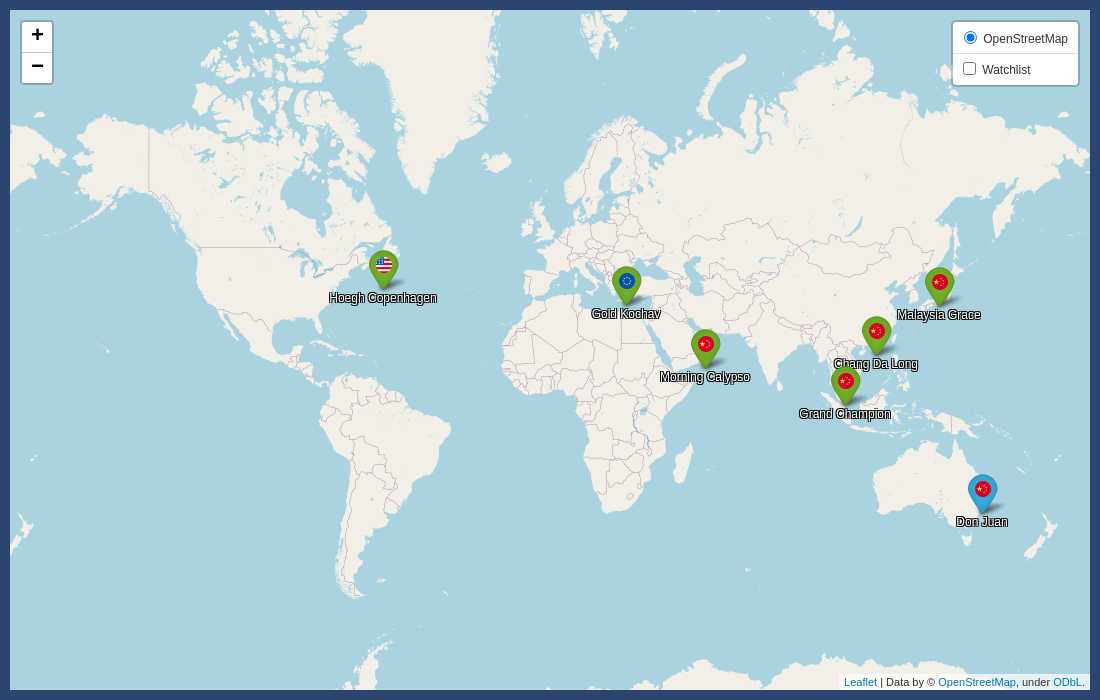 +
−
OpenStreetMap
Watchlist
Hoegh Copenhagen
Gold Kochav
Malaysia Grace
Chang Da Long
Morning Calypso
Grand Champion
Don Juan
Leaflet | Data by © OpenStreetMap, under ODbL.